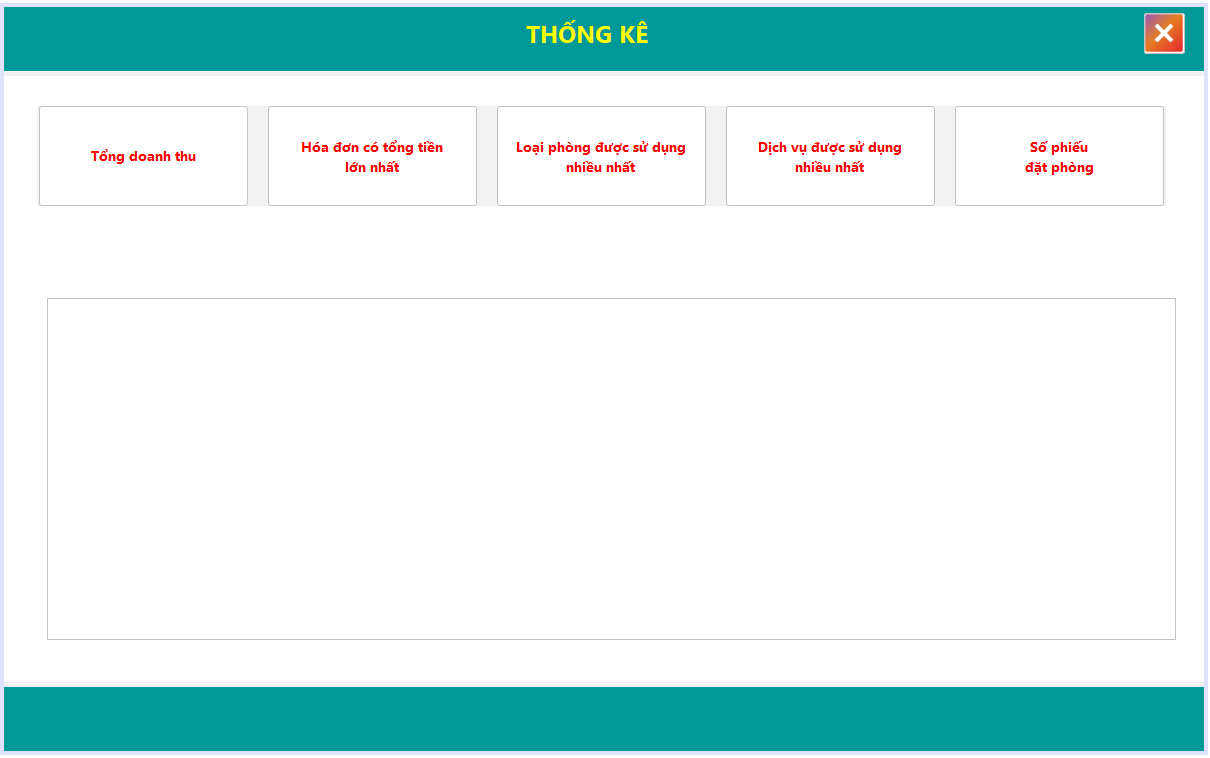 THỐNG KÊ
Tổng doanh thu
Hóa đơn có tổng tiền
lớn nhất
Loại phòng được sử dụng
nhiều nhất
Dịch vụ được sử dụng
nhiều nhất
Số phiếu
đặt phòng